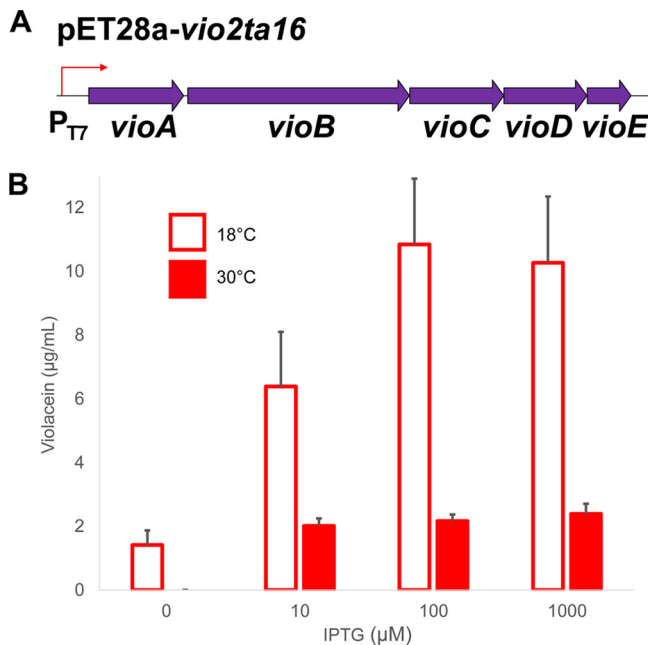 A pET28a-vio2ta16
PT7 vioA vioB vioC vioD vioE
B
12
10
8
6
4
2
0
Violacein (µg/mL)
18°C
30°C
0 10 100 1000
IPTG (µM)